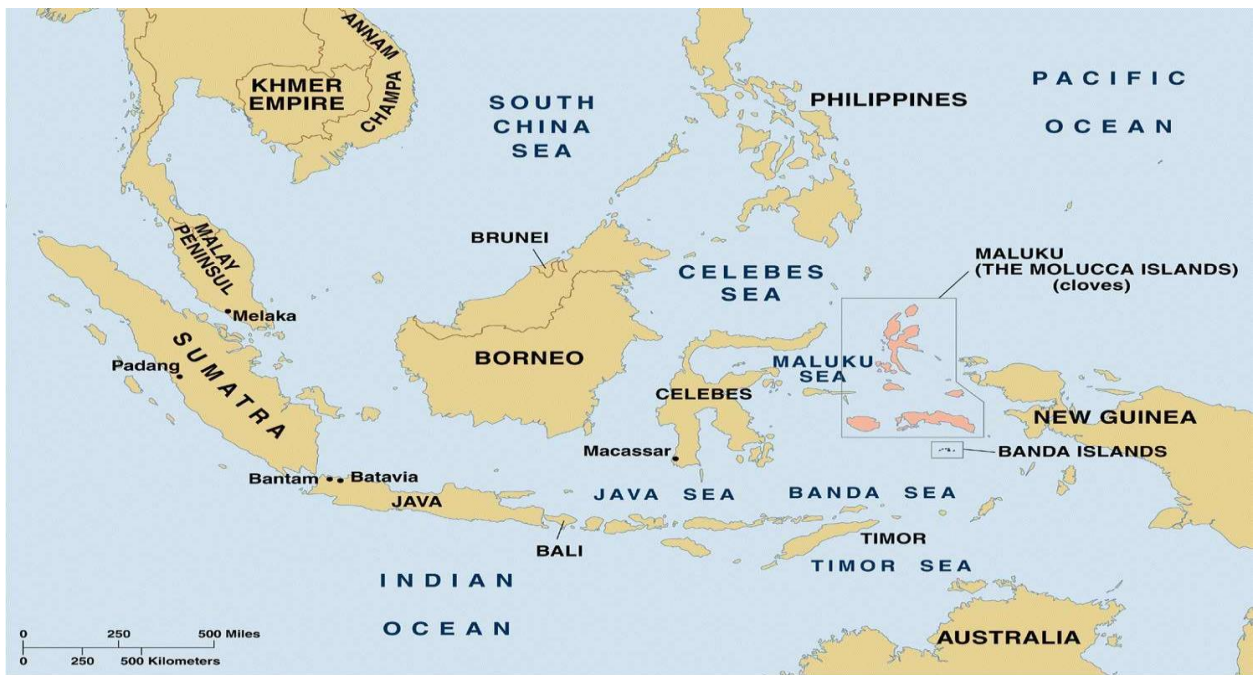 ANNAM
KHMER
EMPIRE
CHAMPA
SOUTH
CHINA
SEA
PHILIPPINES
PACIFIC
OCEAN
MALAY
PENINSUL
BRUNEI
CELEBES
SEA
MALUKU
(THE MOLUCCA ISLANDS)
(cloves)
Melaka
SUMATRA
Padang
BORNEO
MALUKU
SEA
CELEBES
NEW GUINEA
Macassar
BANDA ISLANDS
Bantam
Batavia
JAVA
JAVA SEA
BANDA SEA
BALI
TIMOR
TIMOR SEA
INDIAN
OCEAN
AUSTRALIA
0 250 500 Miles
0 250 500 Kilometers